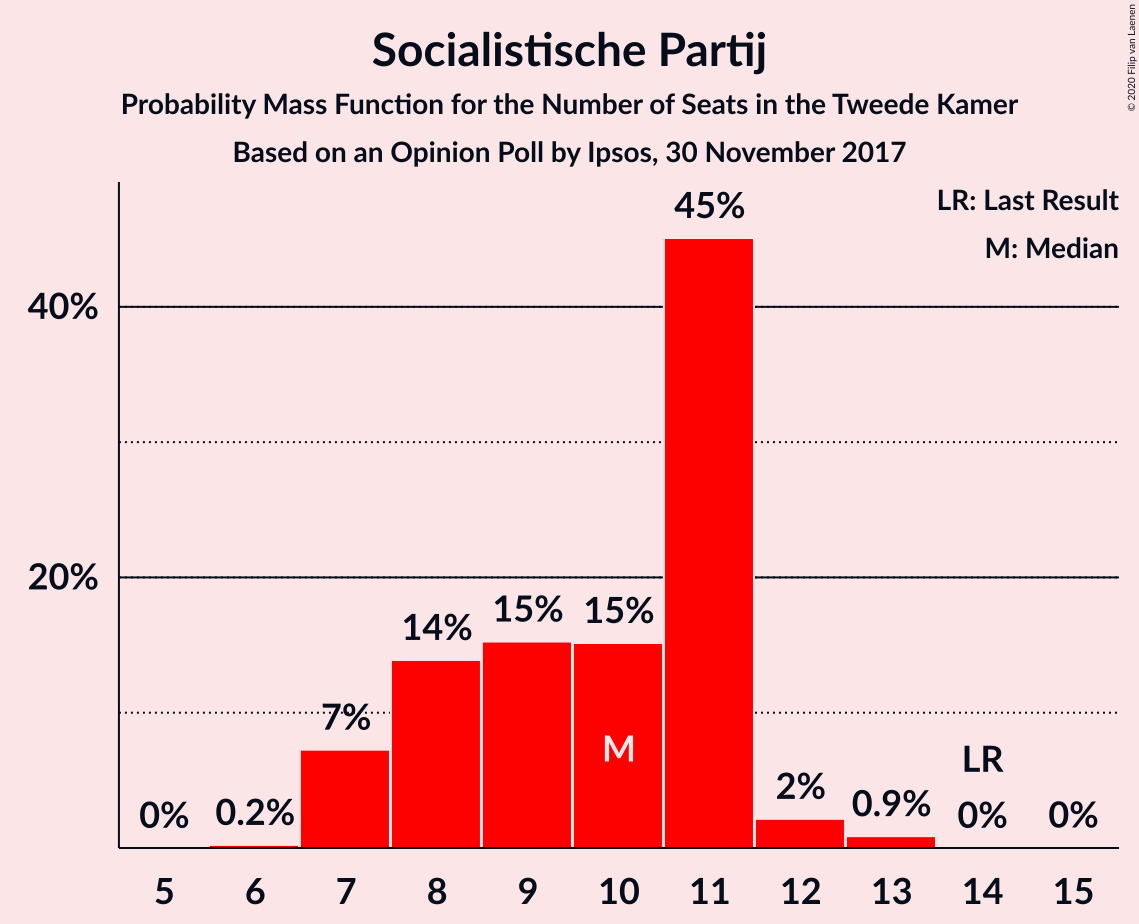 Socialistische Partij
Probability Mass Function for the Number of Seats in the Tweede Kamer
Based on an Opinion Poll by Ipsos, 30 November 2017
© 2020 Filip van Laenen
LR: Last Result
M: Median
40%
20%
0%
0.2%
7%
14%
15%
15%
45%
2%
0.9%
0%
0%
M
LR
5 6 7 8 9 10 11 12 13 14 15